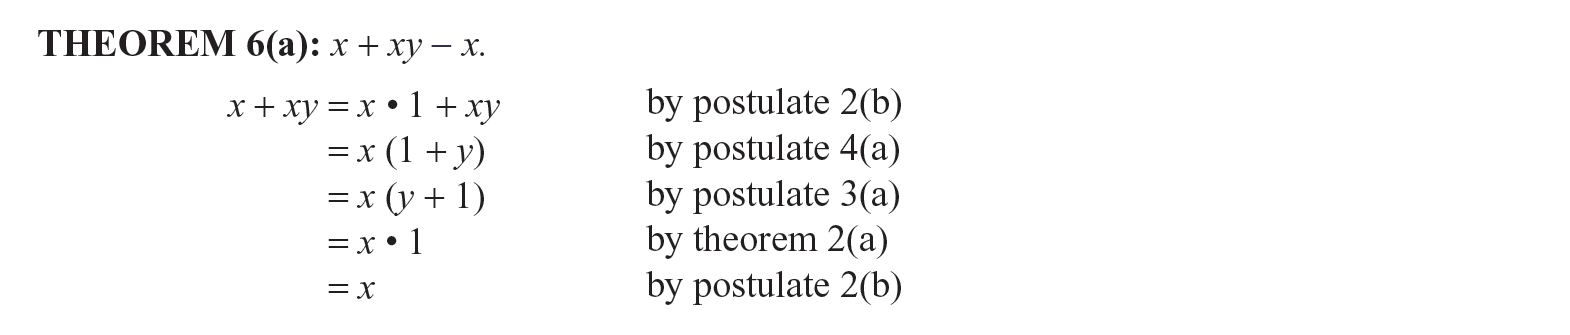 THEOREM 6(a): x + xy – x.
x + xy = x • 1 + xy by postulate 2(b)
= x (1 + y) by postulate 4(a)
= x (y + 1) by postulate 3(a)
= x • 1 by theorem 2(a)
= x by postulate 2(b)